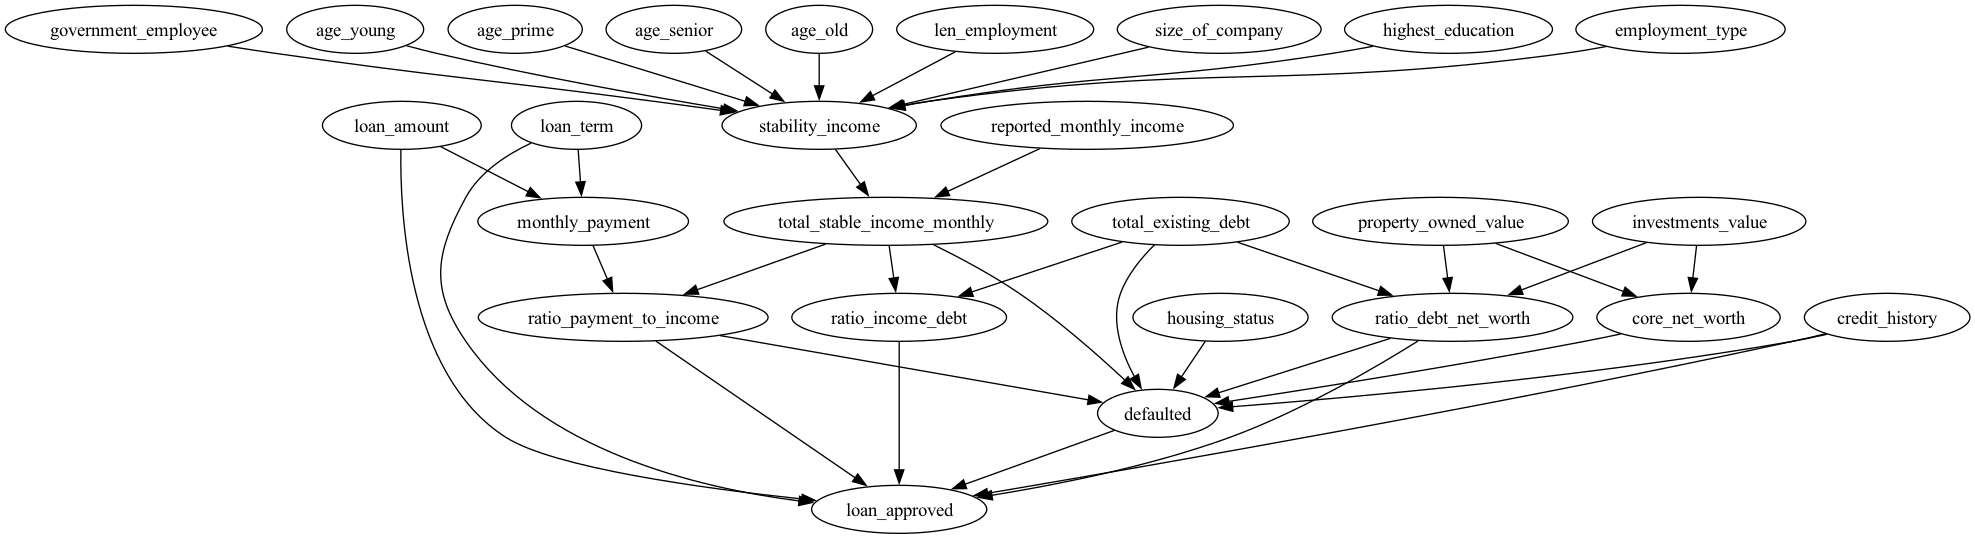 government_employee
age_young
age_prime
age_senior
age_old
len_employment
size_of_company
highest_education
employment_type
loan_amount
loan_term
stability_income
reported_monthly_income
monthly_payment
total_stable_income_monthly
total_existing_debt
property_owned_value
investments_value
ratio_payment_to_income
ratio_income_debt
housing_status
ratio_debt_net_worth
core_net_worth
credit_history
defaulted
loan_approved